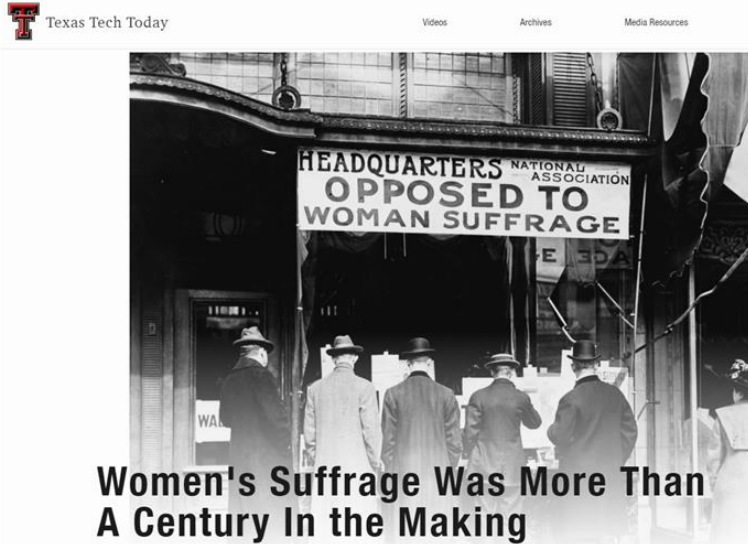 Texas Tech Today
Videos
Archives
Media Resources
HEADQUARTERS NATIONAL ASSOCIATION
OPPOSED TO
WOMAN SUFFRAGE
WAL
Women's Suffrage Was More Than
A Century In the Making